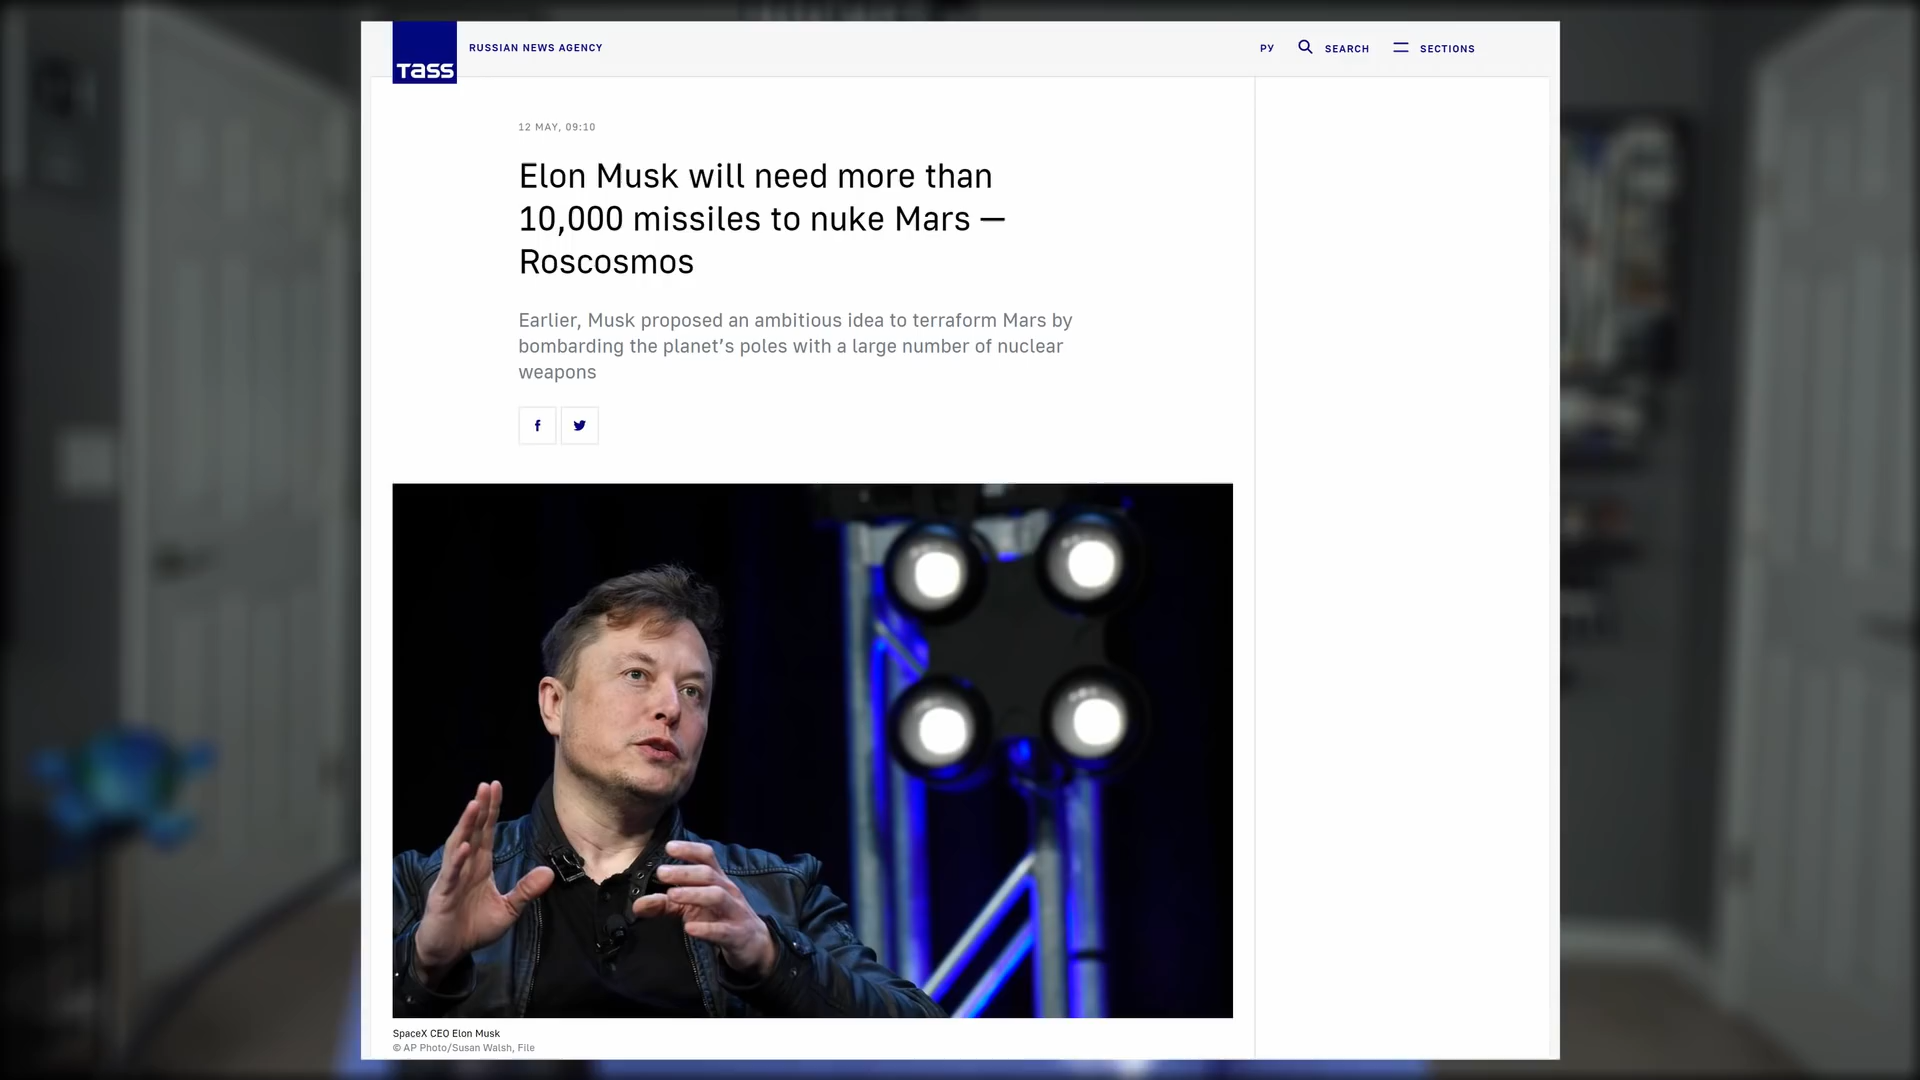 TASS
RUSSIAN NEWS AGENCY
РУ
SEARCH
SECTIONS
12 MAY, 09:10
Elon Musk will need more than
10,000 missiles to nuke Mars —
Roscosmos
Earlier, Musk proposed an ambitious idea to terraform Mars by
bombarding the planet’s poles with a large number of nuclear
weapons
SpaceX CEO Elon Musk
© AP Photo/Susan Walsh, File